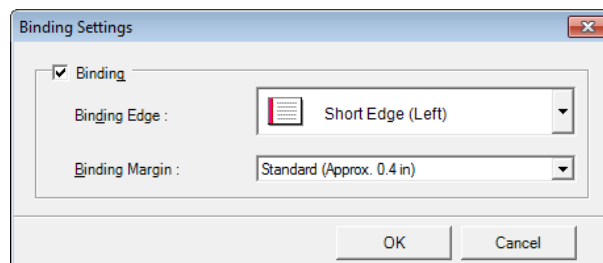 Binding Settings
Binding
Binding Edge : Short Edge (Left)
Binding Margin : Standard (Approx. 0.4 in)
OK Cancel